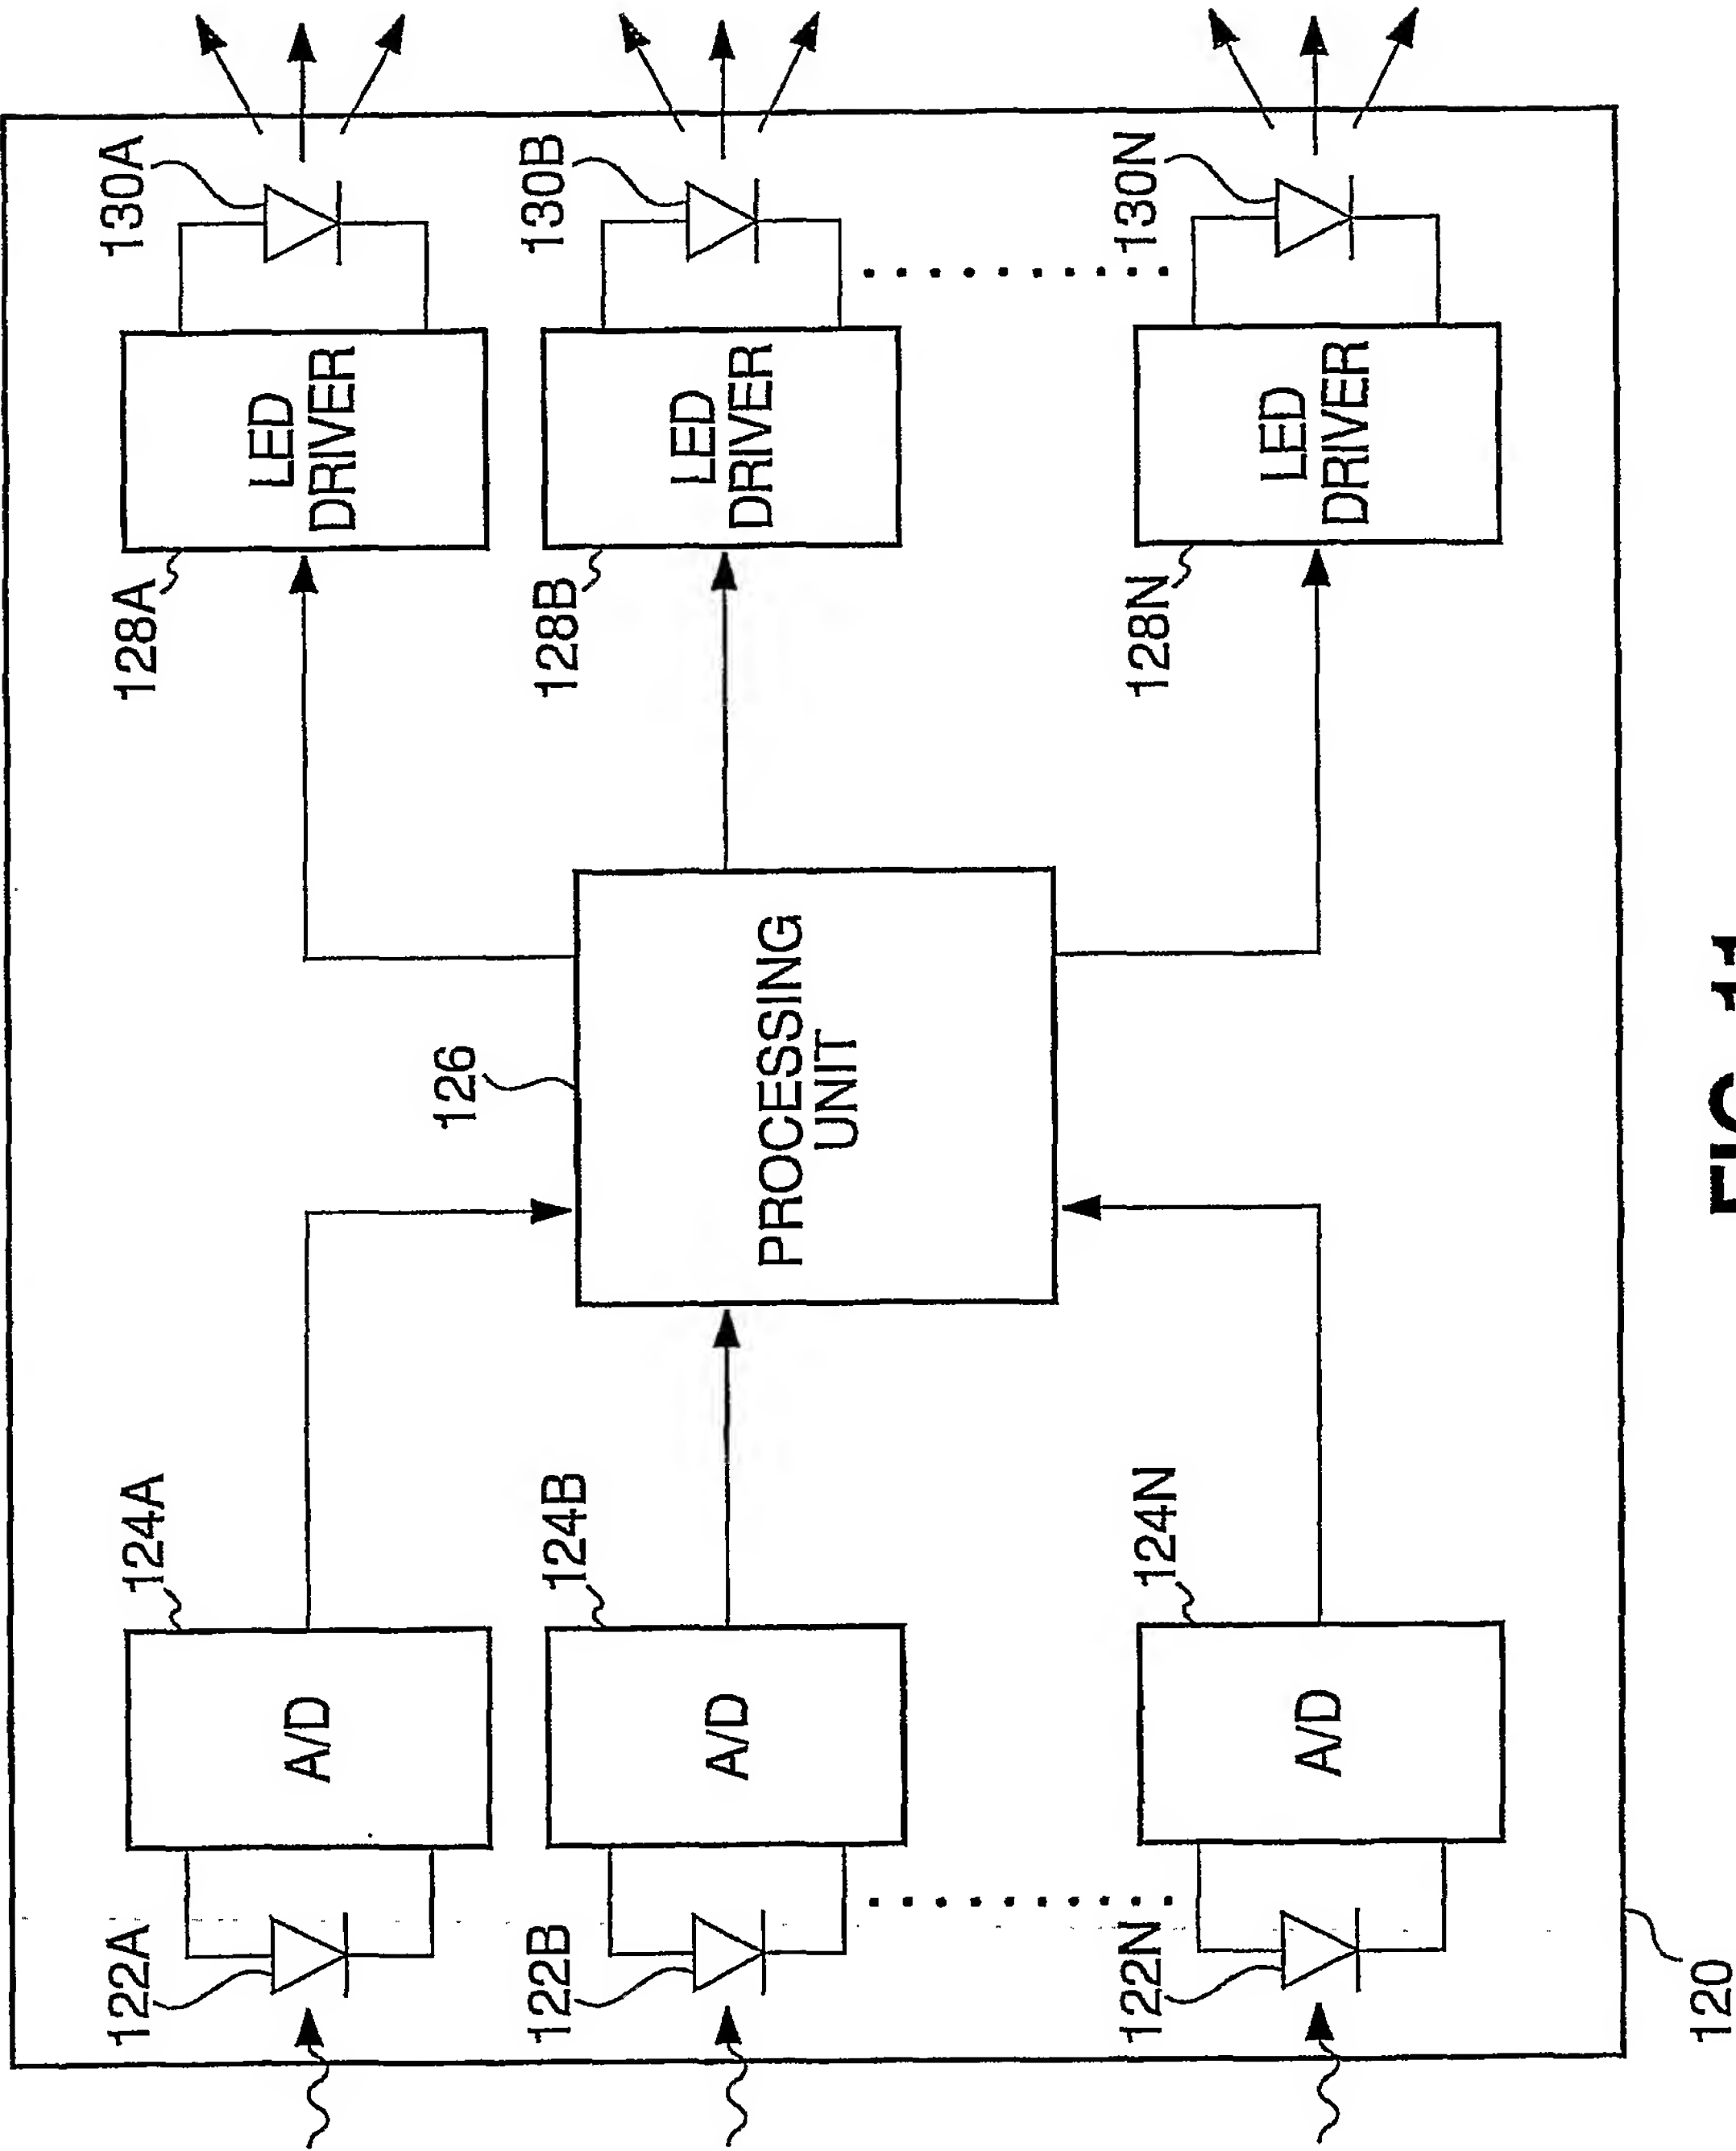 122A
124A
128A
130A
A/D
LED
DRIVER
126
122B
124B
128B
130B
A/D
PROCESSING
UNIT
LED
DRIVER
122N
124N
128N
130N
A/D
LED
DRIVER
120